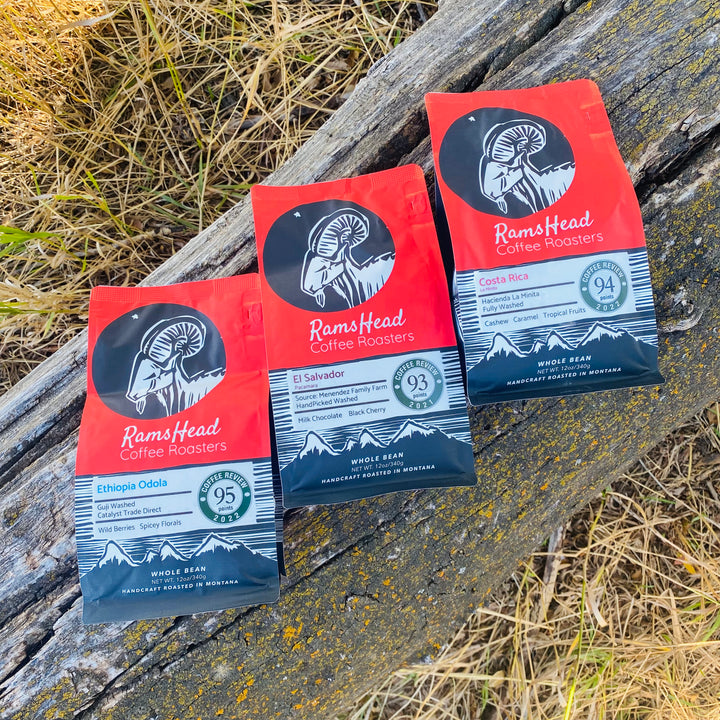 RamsHead
Coffee Roasters
Ethiopia Odola
Guji Washed
Catalyst Trade Direct
Wild Berries Spicey Florals
COFFEE REVIEW
95
points
2022
WHOLE BEAN
NET WT. 12oz/340g
HANDCRAFT ROASTED IN MONTANA
RamsHead
Coffee Roasters
El Salvador
Pacamara
Source: Menendez Family Farm
HandPicked Washed
Milk Chocolate Black Cherry
COFFEE REVIEW
93
points
2021
WHOLE BEAN
NET WT. 12oz/340g
HANDCRAFT ROASTED IN MONTANA
RamsHead
Coffee Roasters
Costa Rica
La Minita
Hacienda La Minita
Fully Washed
Cashew Caramel Tropical Fruits
COFFEE REVIEW
94
points
2022
WHOLE BEAN
NET WT. 12oz/340g
HANDCRAFT ROASTED IN MONTANA